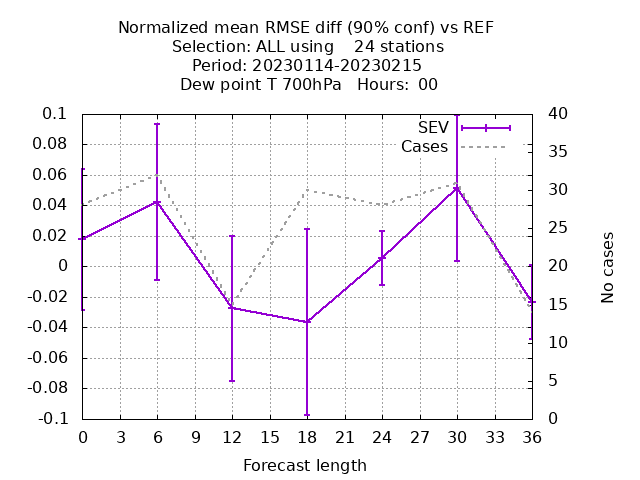 Normalized mean RMSE diff (90% conf) vs REF
Selection: ALL using    24 stations
Period: 20230114-20230215
Dew point T 700hPa   Hours:  00
SEV
Cases
0.1
0.08
0.06
0.04
0.02
0
-0.02
-0.04
-0.06
-0.08
-0.1
40
35
30
25
20
15
10
5
0
No cases
0 3 6 9 12 15 18 21 24 27 30 33 36
Forecast length